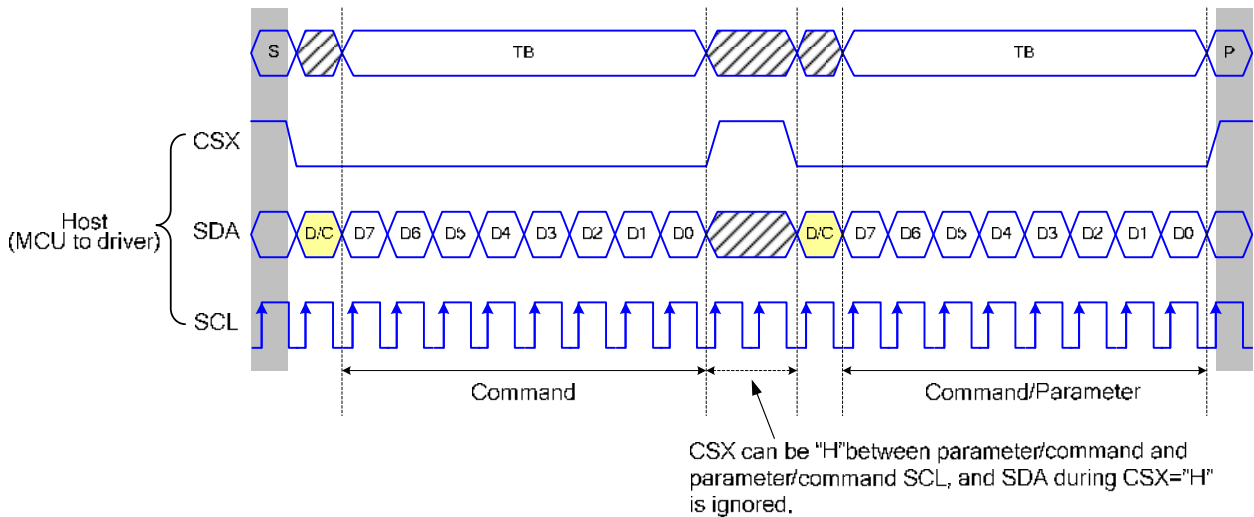 S TB TB P
CSX
Host
(MCU to driver)
SDA D/C D7 D6 D5 D4 D3 D2 D1 D0 D/C D7 D6 D5 D4 D3 D2 D1 D0
SCL
Command Command/Parameter
CSX can be "H"between parameter/command and
parameter/command SCL, and SDA during CSX="H"
is ignored.